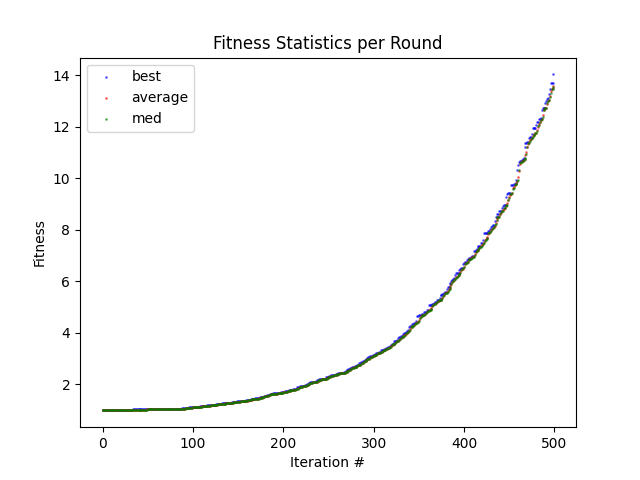 Fitness Statistics per Round
best
average
med
14
12
10
8
6
4
2
Fitness
0 100 200 300 400 500
Iteration #